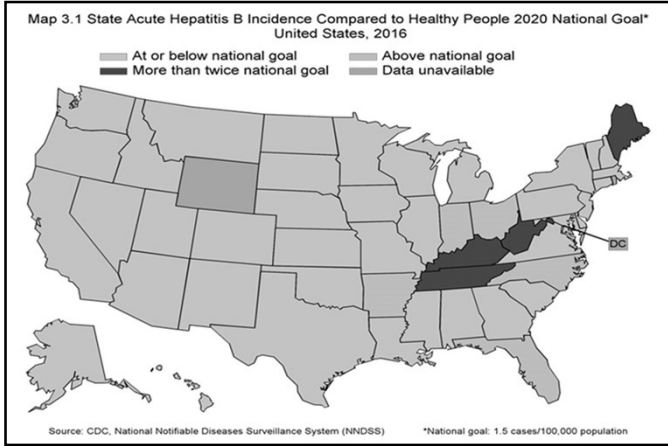 Map 3.1 State Acute Hepatitis B Incidence Compared to Healthy People 2020 National Goal*
United States, 2016
At or below national goal
Above national goal
More than twice national goal
Data unavailable
DC
Source: CDC, National Notifiable Diseases Surveillance System (NNDSS)
*National goal: 1.5 cases/100,000 population